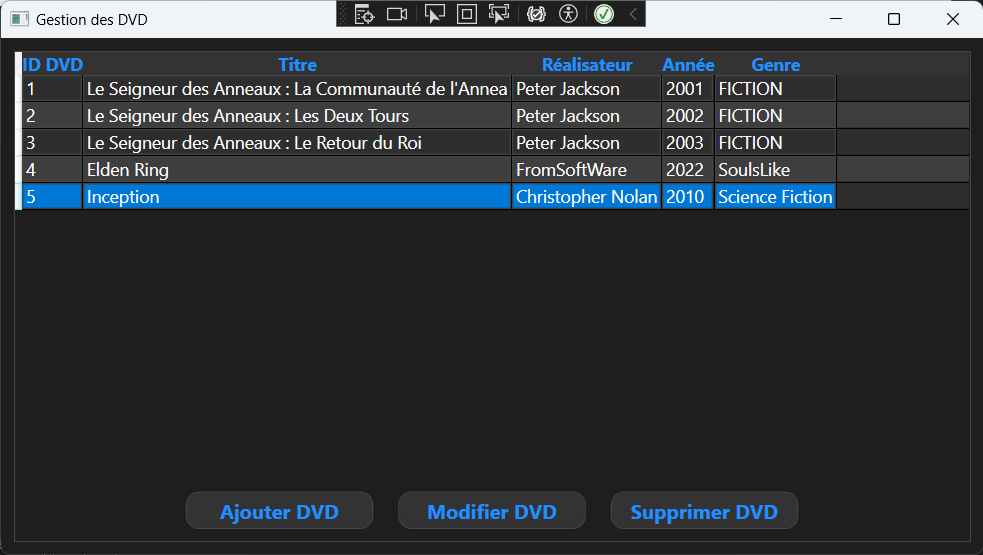 Gestion des DVD
ID DVD Titre Réalisateur Année Genre
1 Le Seigneur des Anneaux : La Communauté de l'Annea Peter Jackson 2001 FICTION
2 Le Seigneur des Anneaux : Les Deux Tours Peter Jackson 2002 FICTION
3 Le Seigneur des Anneaux : Le Retour du Roi Peter Jackson 2003 FICTION
4 Elden Ring FromSoftWare 2022 SoulsLike
5 Inception Christopher Nolan 2010 Science Fiction
Ajouter DVD Modifier DVD Supprimer DVD